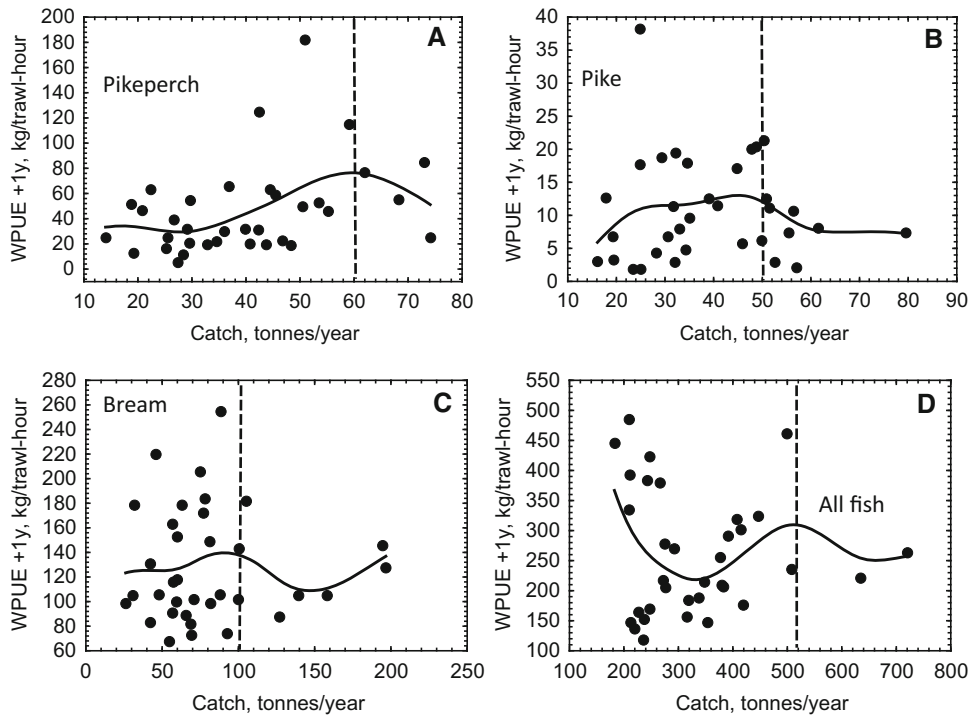 A
Pikeperch
WPUE +1y, kg/trawl-hour
200
180
160
140
120
100
80
60
40
20
0
10 20 30 40 50 60 70 80
Catch, tonnes/year
B
Pike
WPUE +1y, kg/trawl-hour
40
35
30
25
20
15
10
5
0
10 20 30 40 50 60 70 80 90
Catch, tonnes/year
C
Bream
WPUE +1y, kg/trawl-hour
280
260
240
220
200
180
160
140
120
100
80
60
0 50 100 150 200 250
Catch, tonnes/year
D
All fish
WPUE +1y, kg/trawl-hour
550
500
450
400
350
300
250
200
150
100
100 200 300 400 500 600 700 800
Catch, tonnes/year